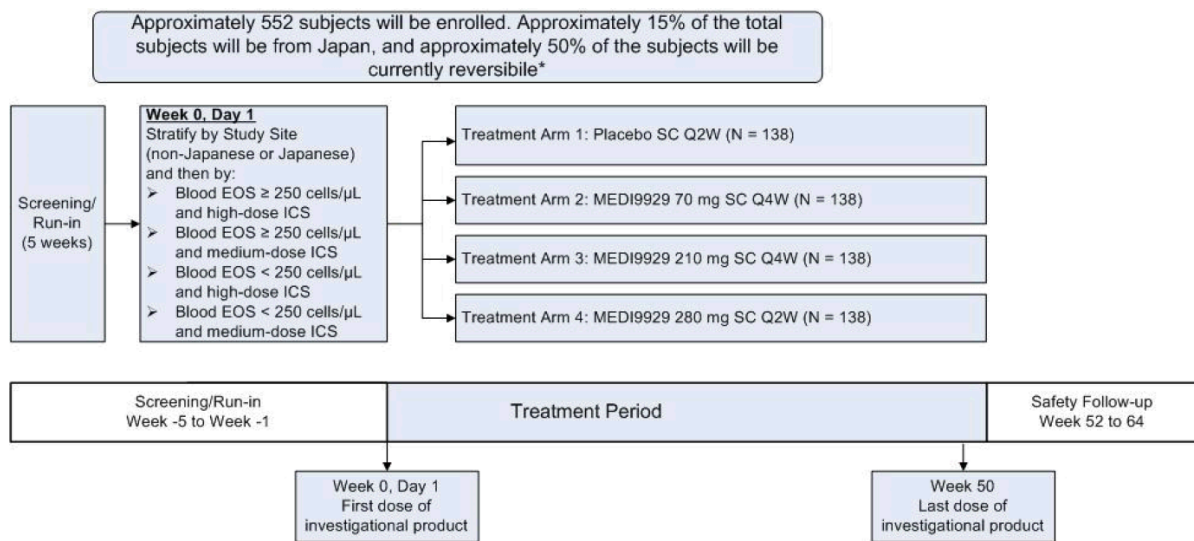 Approximately 552 subjects will be enrolled. Approximately 15% of the total
subjects will be from Japan, and approximately 50% of the subjects will be
currently reversibile*
Screening/
Run-in
(5 weeks)
Week 0, Day 1
Stratify by Study Site
(non-Japanese or Japanese)
and then by:
➢ Blood EOS ≥ 250 cells/µL
and high-dose ICS
➢ Blood EOS ≥ 250 cells/µL
and medium-dose ICS
➢ Blood EOS < 250 cells/µL
and high-dose ICS
➢ Blood EOS < 250 cells/µL
and medium-dose ICS
Treatment Arm 1: Placebo SC Q2W (N = 138)
Treatment Arm 2: MEDI9929 70 mg SC Q4W (N = 138)
Treatment Arm 3: MEDI9929 210 mg SC Q4W (N = 138)
Treatment Arm 4: MEDI9929 280 mg SC Q2W (N = 138)
Screening/Run-in
Week -5 to Week -1
Treatment Period
Safety Follow-up
Week 52 to 64
Week 0, Day 1
First dose of
investigational product
Week 50
Last dose of
investigational product